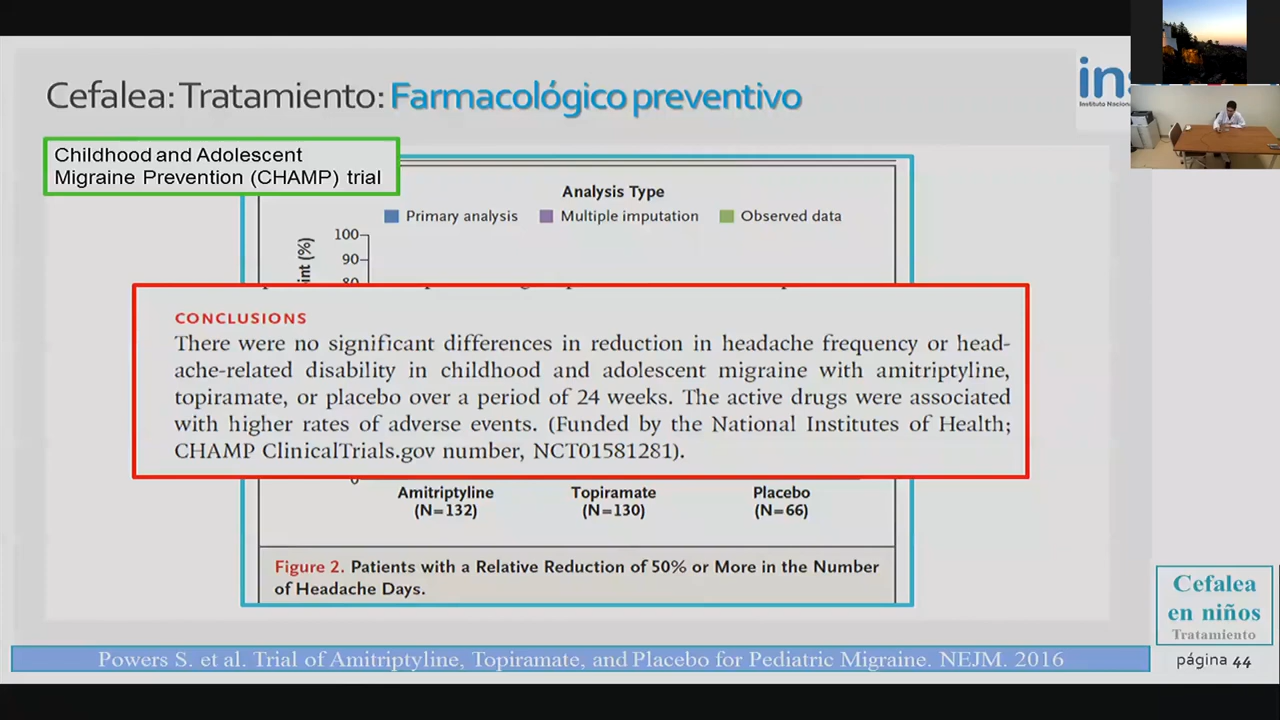 Cefalea: Tratamiento: Farmacológico preventivo
ins
Instituto Nacion
Childhood and Adolescent
Migraine Prevention (CHAMP) trial
Analysis Type
Primary analysis
Multiple imputation
Observed data
100
90
80
int (%)
CONCLUSIONS
There were no significant differences in reduction in headache frequency or head-
ache-related disability in childhood and adolescent migraine with amitriptyline,
topiramate, or placebo over a period of 24 weeks. The active drugs were associated
with higher rates of adverse events. (Funded by the National Institutes of Health;
CHAMP ClinicalTrials.gov number, NCT01581281).
0
Amitriptyline
(N=132)
Topiramate
(N=130)
Placebo
(N=66)
Figure 2. Patients with a Relative Reduction of 50% or More in the Number
of Headache Days.
Cefalea
en niños
Tratamiento
página 44
Powers S. et al. Trial of Amitriptyline, Topiramate, and Placebo for Pediatric Migraine. NEJM. 2016